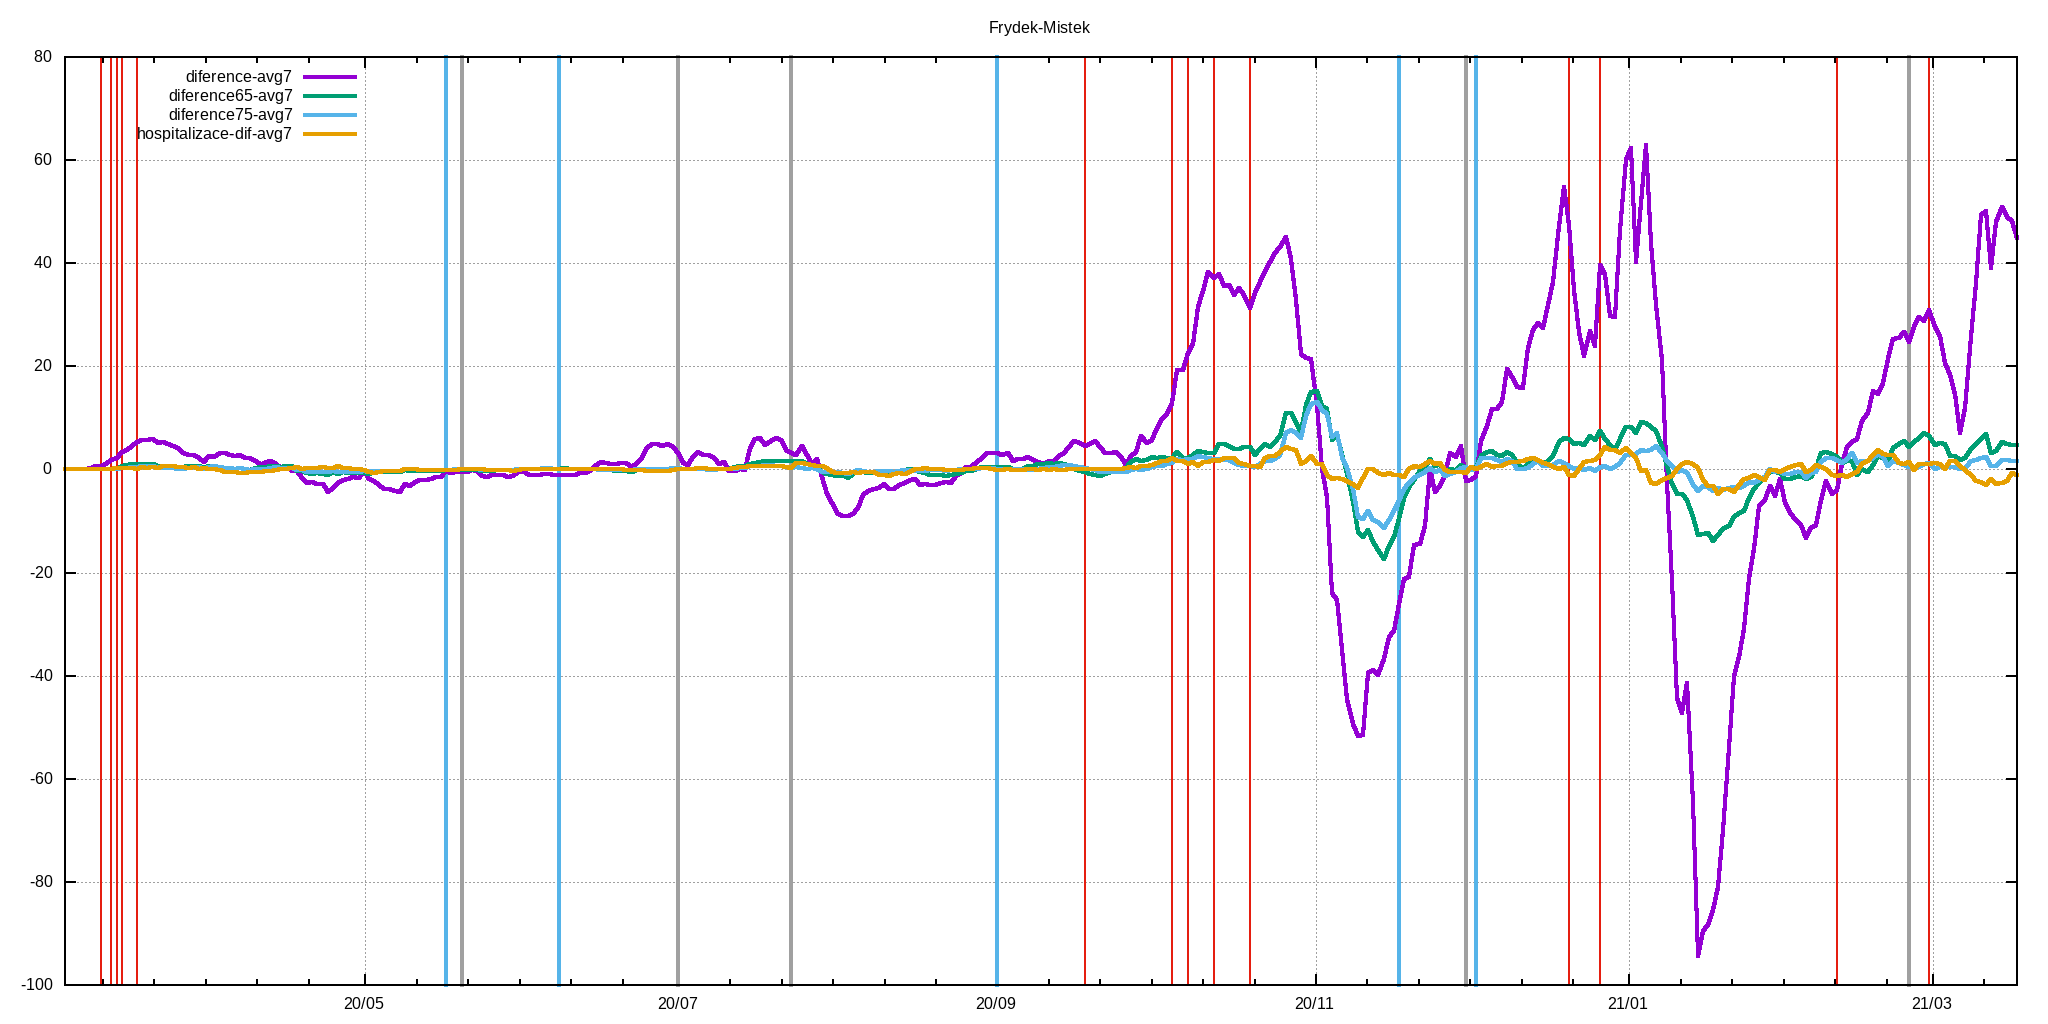 Frydek-Mistek
diference-avg7
diference65-avg7
diference75-avg7
hospitalizace-dif-avg7
80
60
40
20
0
-20
-40
-60
-80
-100
20/05 20/07 20/09 20/11 21/01 21/03